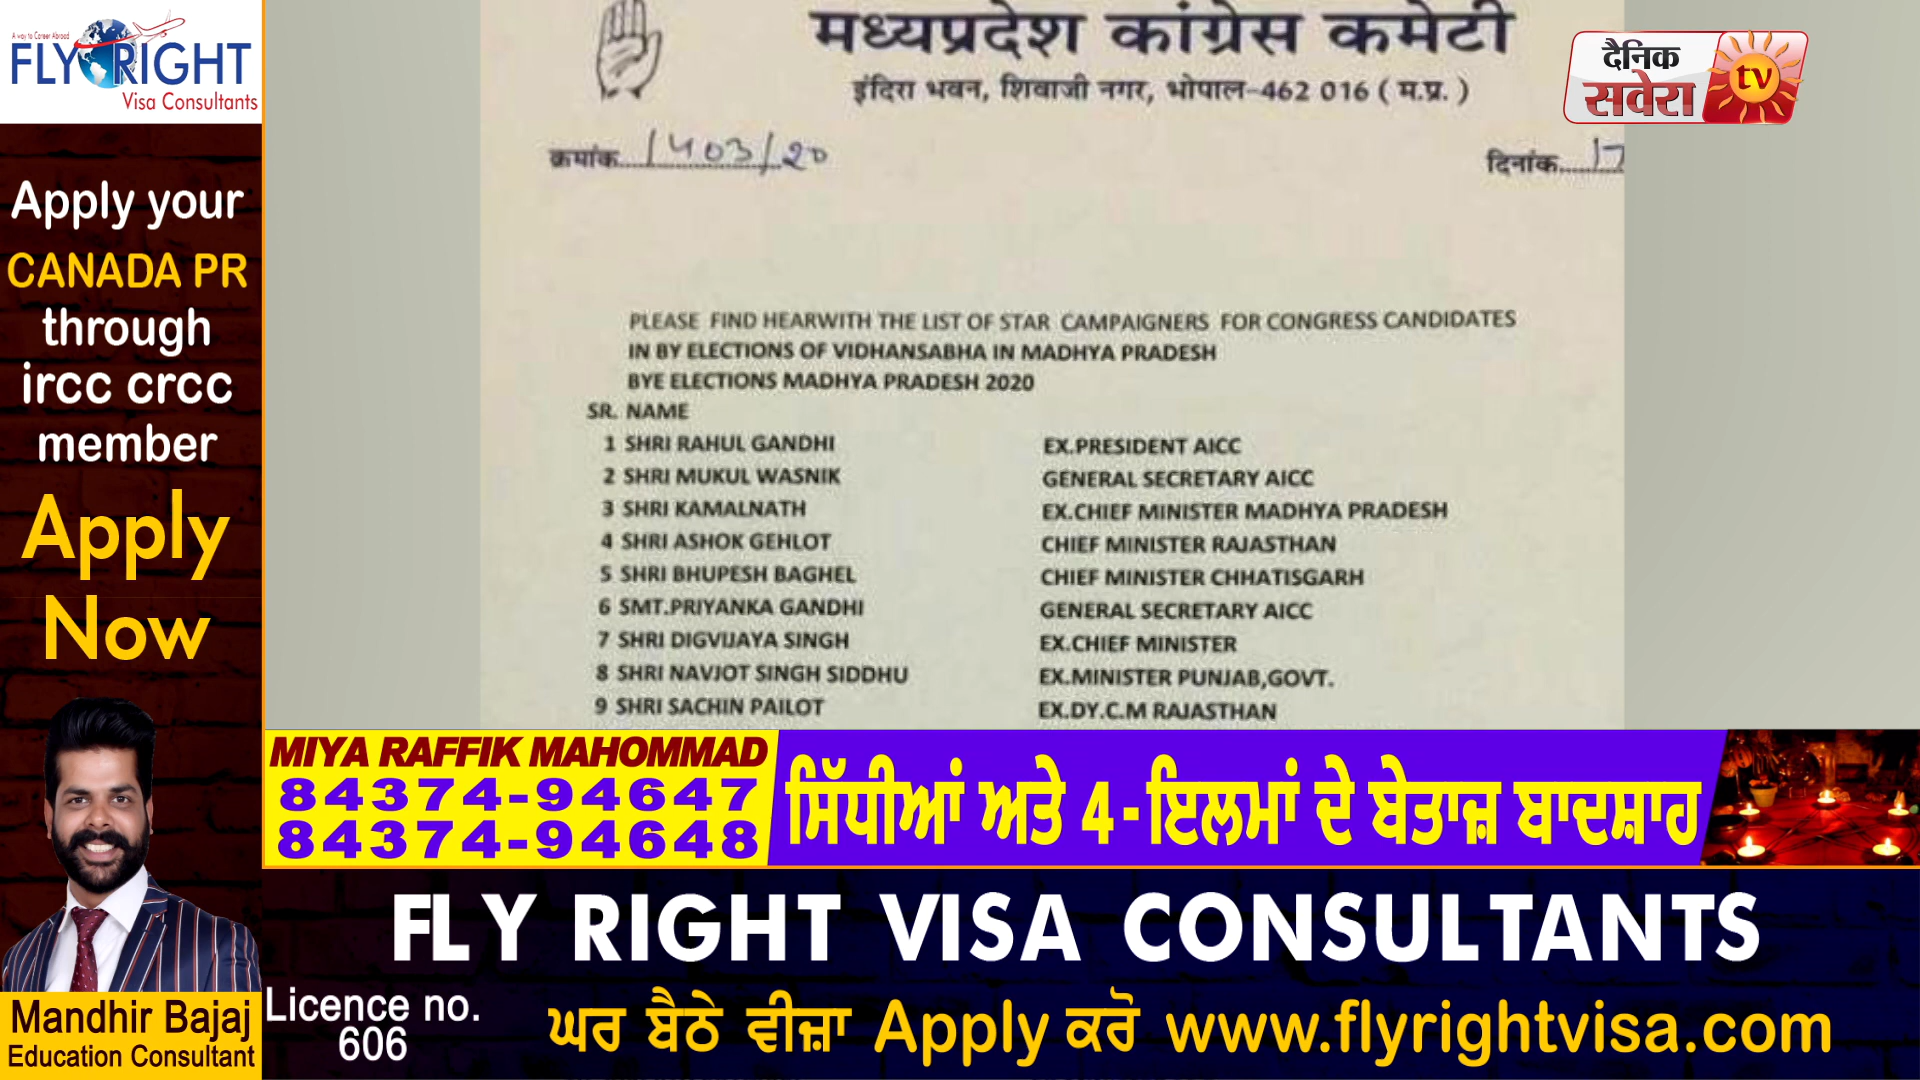 A way to Career Abroad
FLY RIGHT
Visa Consultants
Apply your
CANADA PR
through
ircc crcc
member
Apply
Now
Mandhir Bajaj
Education Consultant
मध्यप्रदेश कांग्रेस कमेटी
इंदिरा भवन, शिवाजी नगर, भोपाल-462 016 ( म.प्र. )
क्रमांक 1403/20
दिनांक 17
दैनिक
सवेरा
tv
PLEASE FIND HEARWITH THE LIST OF STAR CAMPAIGNERS FOR CONGRESS CANDIDATES
IN BY ELECTIONS OF VIDHANSABHA IN MADHYA PRADESH
BYE ELECTIONS MADHYA PRADESH 2020
SR. NAME
1 SHRI RAHUL GANDHI EX.PRESIDENT AICC
2 SHRI MUKUL WASNIK GENERAL SECRETARY AICC
3 SHRI KAMALNATH EX.CHIEF MINISTER MADHYA PRADESH
4 SHRI ASHOK GEHLOT CHIEF MINISTER RAJASTHAN
5 SHRI BHUPESH BAGHEL CHIEF MINISTER CHHATISGARH
6 SMT.PRIYANKA GANDHI GENERAL SECRETARY AICC
7 SHRI DIGVIJAYA SINGH EX.CHIEF MINISTER
8 SHRI NAVJOT SINGH SIDDHU EX.MINISTER PUNJAB,GOVT.
9 SHRI SACHIN PAILOT EX.DY.C.M RAJASTHAN
MIYA RAFFIK MAHOMMAD
84374-94647
84374-94648
ਸਿੱਧੀਆਂ ਅਤੇ 4-ਇਲਮਾਂ ਦੇ ਬੇਤਾਜ਼ ਬਾਦਸ਼ਾਹ
FLY RIGHT VISA CONSULTANTS
Licence no.
606
ਘਰ ਬੈਠੇ ਵੀਜ਼ਾ Apply ਕਰੋ www.flyrightvisa.com